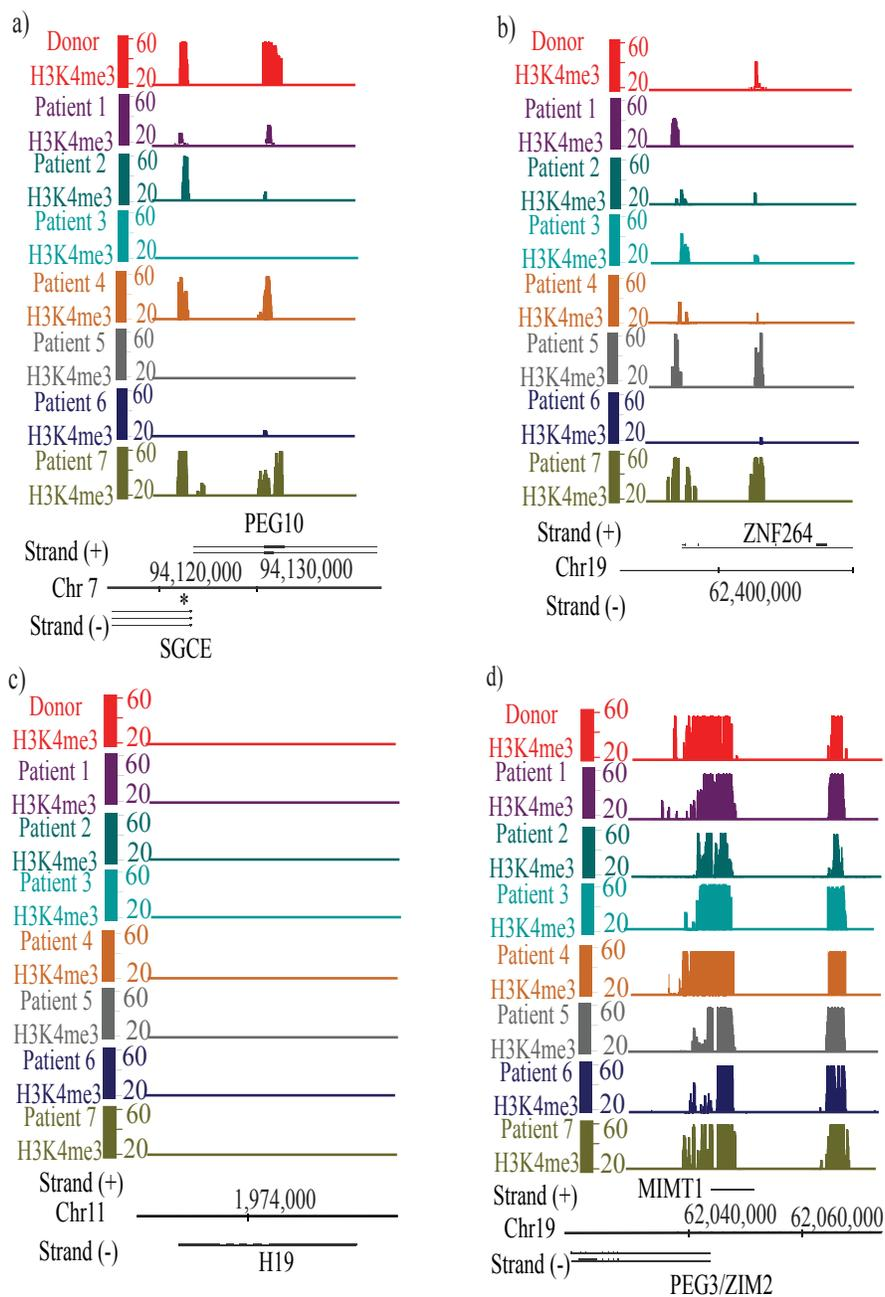 a)
Donor 60
H3K4me3 20
Patient 1 60
H3K4me3 20
Patient 2 60
H3K4me3 20
Patient 3 60
H3K4me3 20
Patient 4 60
H3K4me3 20
Patient 5 60
H3K4me3 20
Patient 6 60
H3K4me3 20
Patient 7 60
H3K4me3 20
PEG10
Strand (+)
94,120,000 94,130,000
Chr 7
*
Strand (-)
SGCE
b)
Donor 60
H3K4me3 20
Patient 1 60
H3K4me3 20
Patient 2 60
H3K4me3 20
Patient 3 60
H3K4me3 20
Patient 4 60
H3K4me3 20
Patient 5 60
H3K4me3 20
Patient 6 60
H3K4me3 20
Patient 7 60
H3K4me3 20
Strand (+) ZNF264
Chr19
62,400,000
Strand (-)
c)
Donor 60
H3K4me3 20
Patient 1 60
H3K4me3 20
Patient 2 60
H3K4me3 20
Patient 3 60
H3K4me3 20
Patient 4 60
H3K4me3 20
Patient 5 60
H3K4me3 20
Patient 6 60
H3K4me3 20
Patient 7 60
H3K4me3 20
Strand (+)
1,974,000
Chr11
Strand (-)
H19
d)
Donor 60
H3K4me3 20
Patient 1 60
H3K4me3 20
Patient 2 60
H3K4me3 20
Patient 3 60
H3K4me3 20
Patient 4 60
H3K4me3 20
Patient 5 60
H3K4me3 20
Patient 6 60
H3K4me3 20
Patient 7 60
H3K4me3 20
Strand (+) MIMT1
62,040,000 62,060,000
Chr19
Strand (-)
PEG3/ZIM2